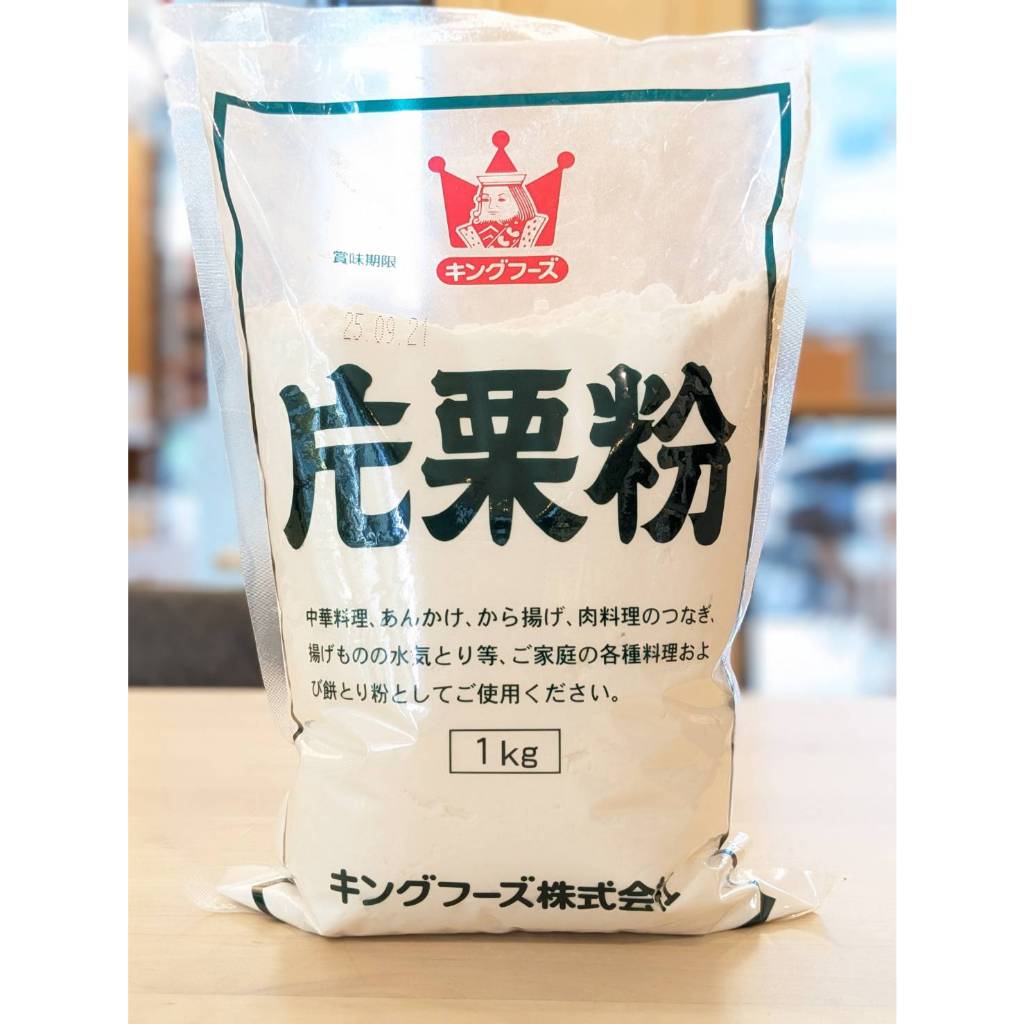 キングフーズ
賞味期限
25.09.21
片栗粉
中華料理、あんかけ、から揚げ、肉料理のつなぎ、
揚げものの水気とり等、ご家庭の各種料理およ
び餅とり粉としてご使用ください。
1kg
キングフーズ株式会